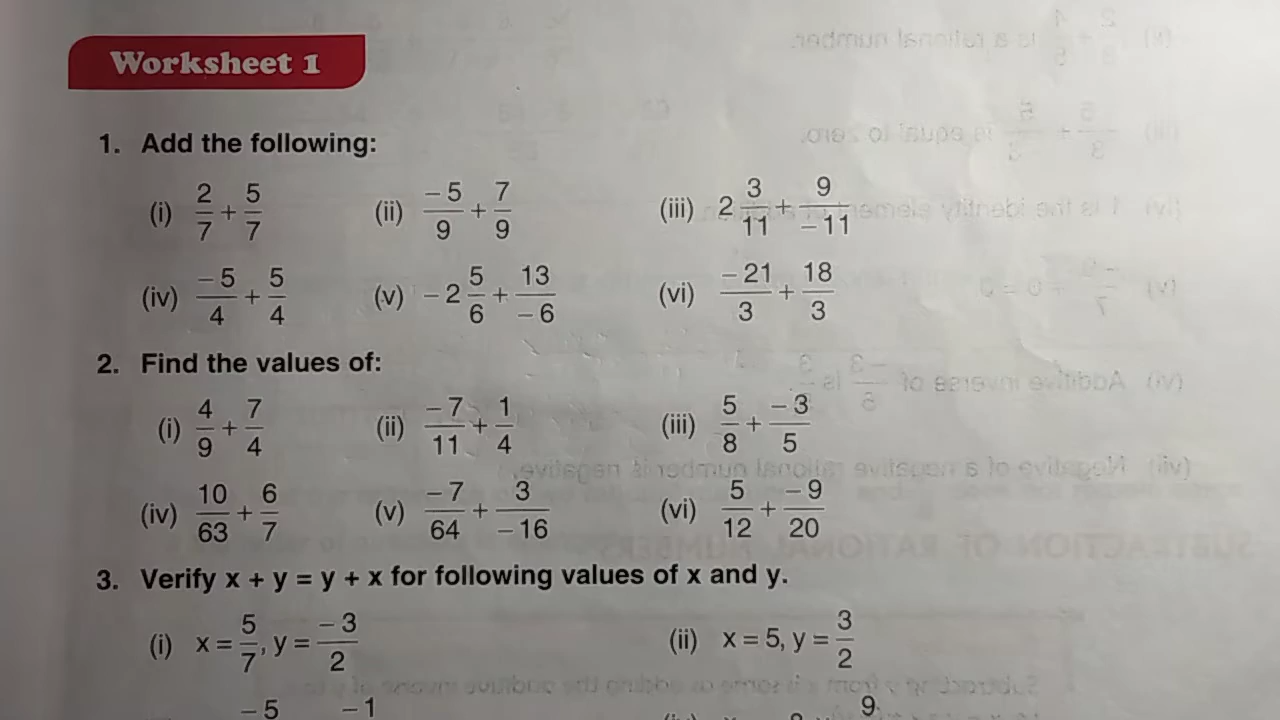 Worksheet 1
1. Add the following:
(i) 2/7 + 5/7 (ii) −5/9 + 7/9 (iii) 2 3/11 + 9/−11
(iv) −5/4 + 5/4 (v) −2 5/6 + 13/−6 (vi) −21/3 + 18/3
2. Find the values of:
(i) 4/9 + 7/4 (ii) −7/11 + 1/4 (iii) 5/8 + −3/5
(iv) 10/63 + 6/7 (v) −7/64 + 3/−16 (vi) 5/12 + −9/20
3. Verify x + y = y + x for following values of x and y.
(i) x = 5/7, y = −3/2 (ii) x = 5, y = 3/2
−5 −1 9